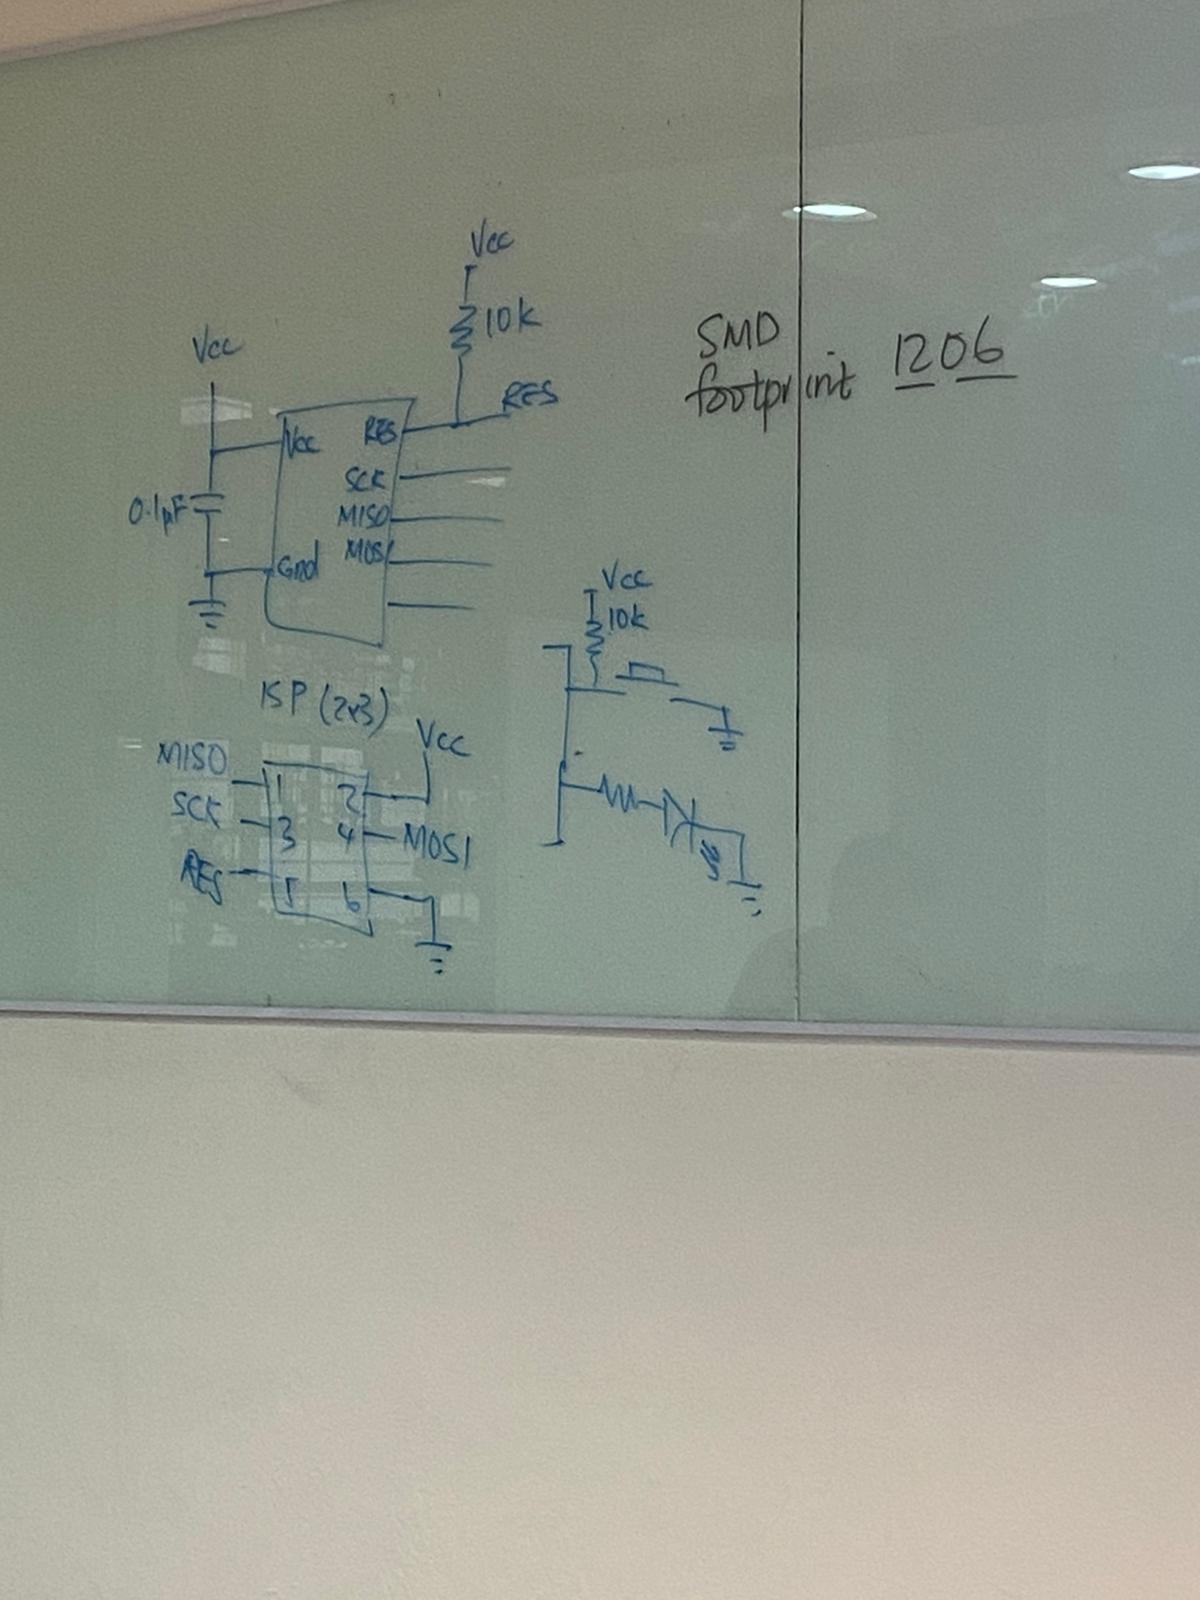 Vcc
10k
Vcc
RES
Vcc RES
SCK
0.1µF
MISO
MOSI
Gnd
SMD
footprint 1206
Vcc
10k
ISP (2x3)
Vcc
MISO 1 2
SCK 3 4 MOSI
RES 5 6